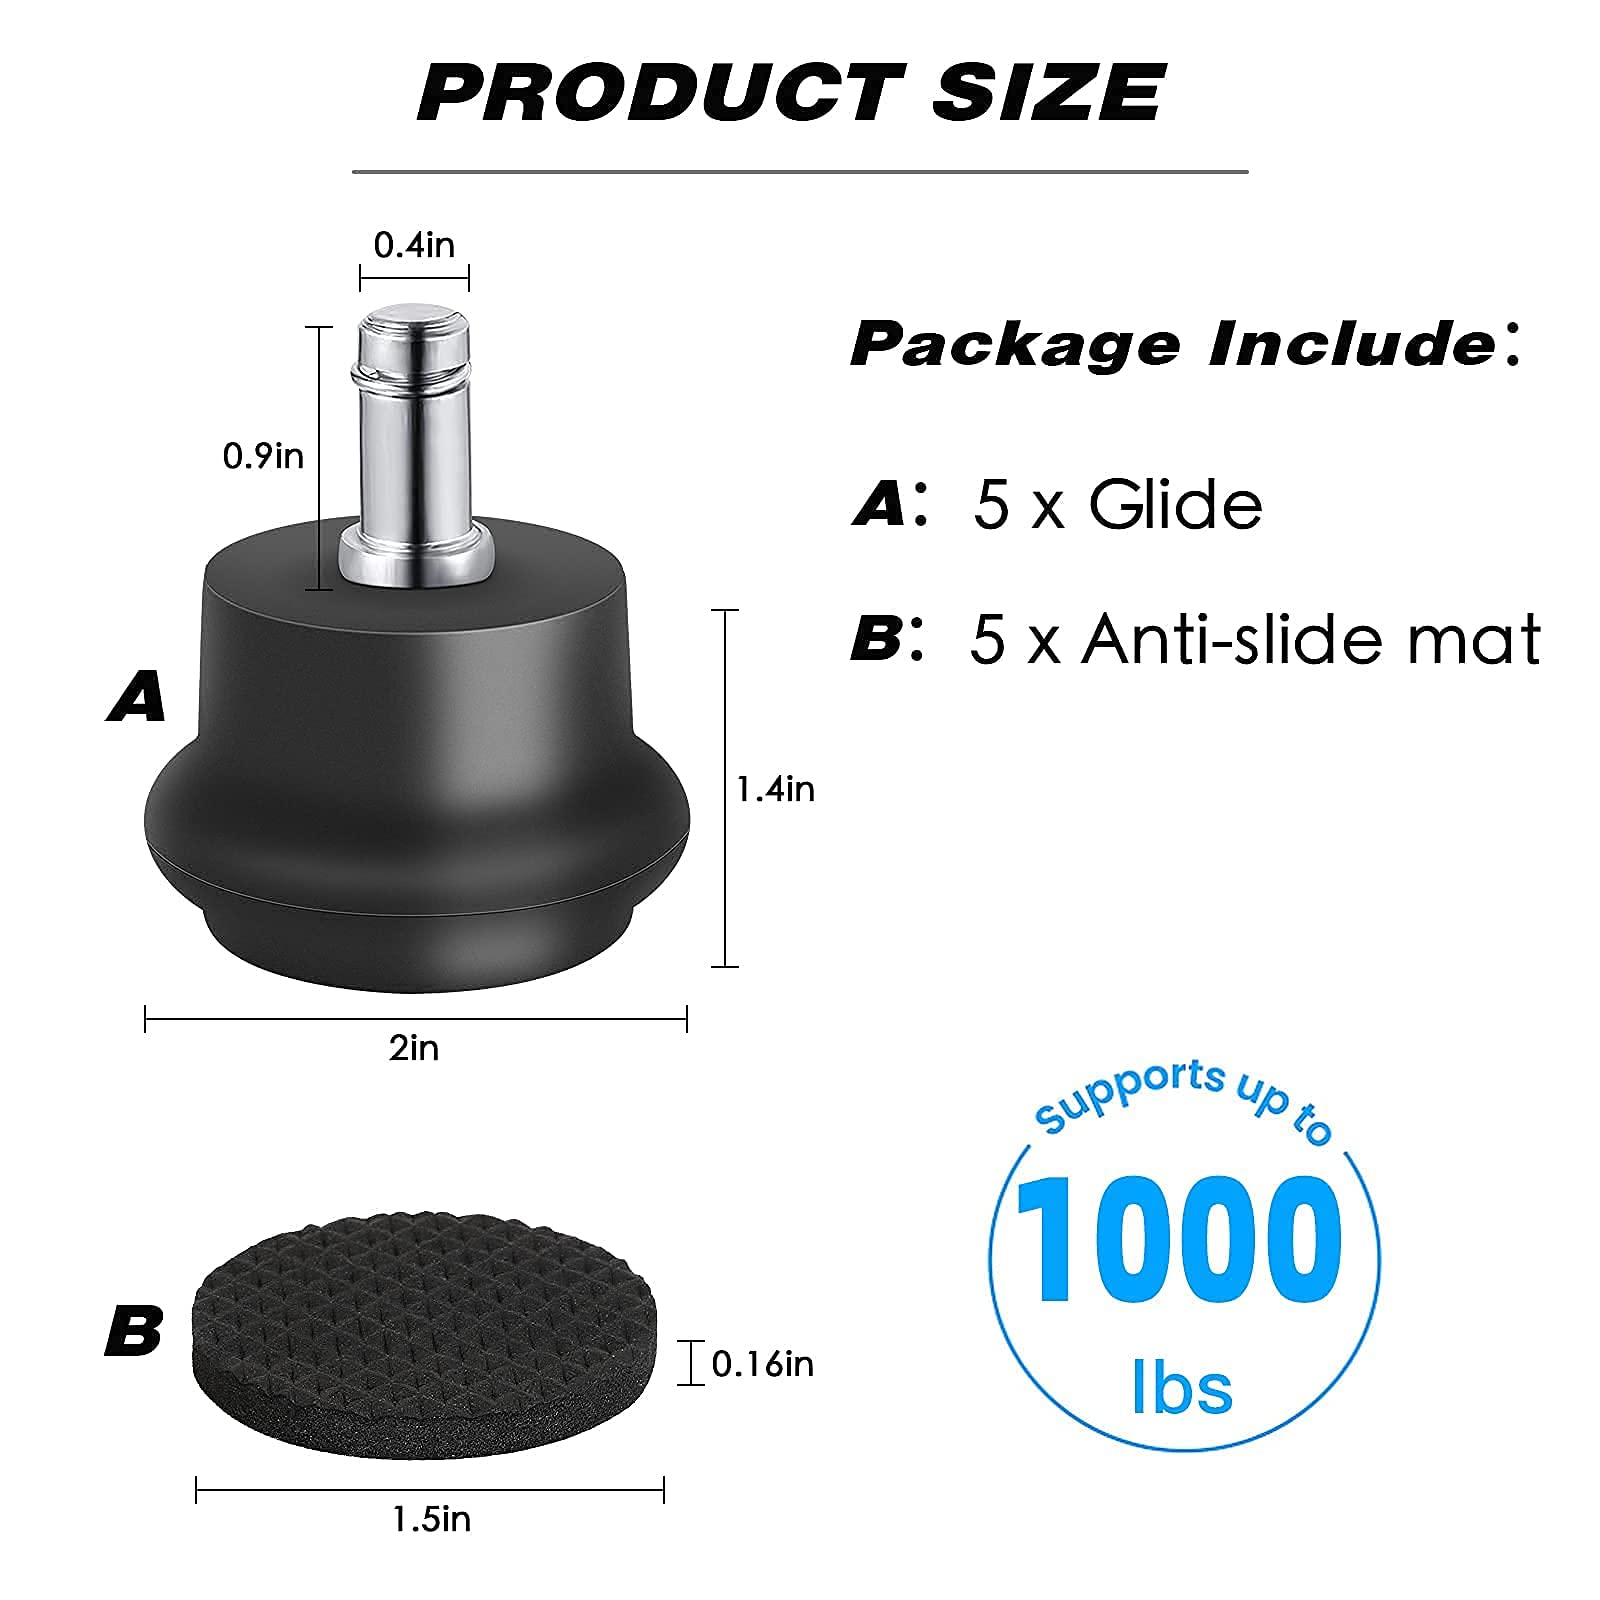 PRODUCT SIZE
0.4in
0.9in
A
1.4in
2in
Package Include:
A: 5 x Glide
B: 5 x Anti-slide mat
B
0.16in
1.5in
Supports up to
1000
lbs